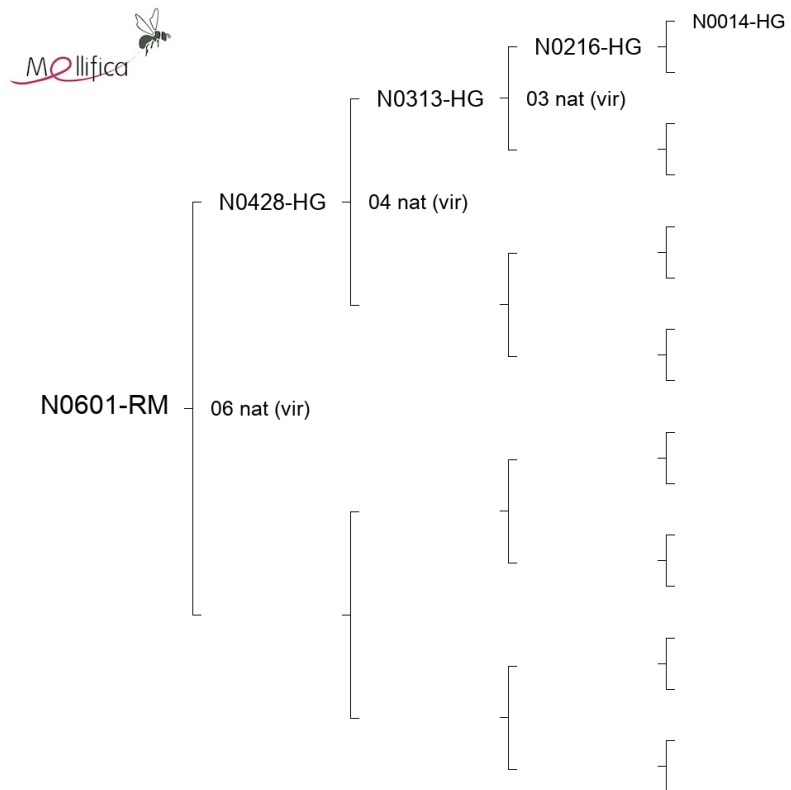 Mellifica
N0014-HG
N0216-HG
N0313-HG
03 nat (vir)
N0428-HG
04 nat (vir)
N0601-RM
06 nat (vir)